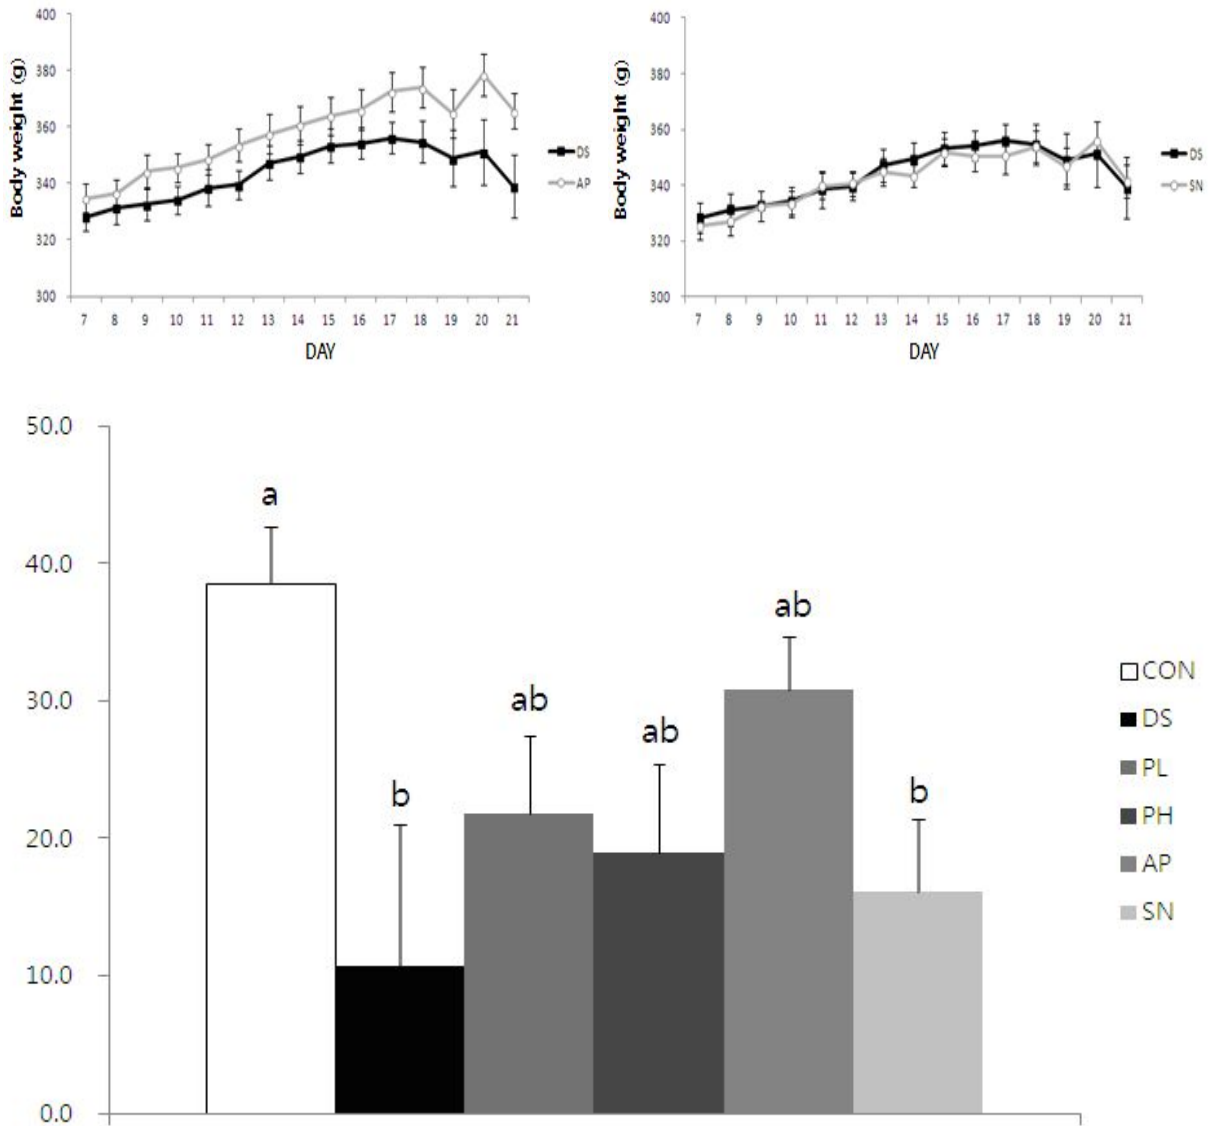 400
380
360
340
320
300
Body weight (g)
7 8 9 10 11 12 13 14 15 16 17 18 19 20 21
DAY
DS
AP
400
380
360
340
320
300
Body weight (g)
7 8 9 10 11 12 13 14 15 16 17 18 19 20 21
DAY
DS
SN
50.0
40.0
30.0
20.0
10.0
0.0
a
b
ab
ab
ab
b
CON
DS
PL
PH
AP
SN